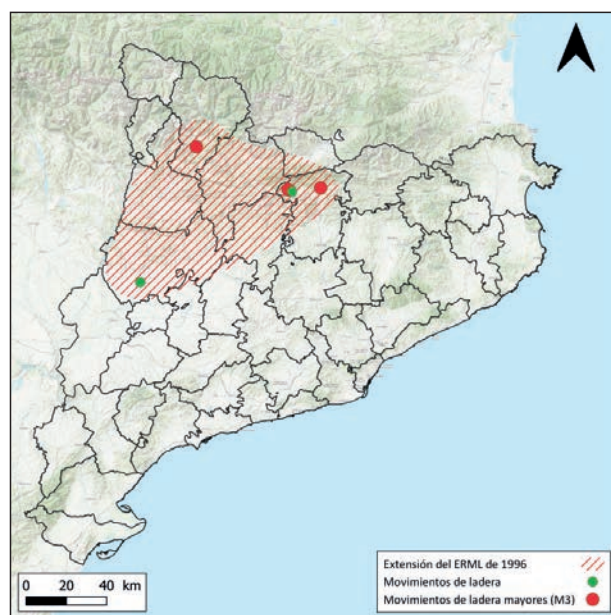 0 20 40 km
Extensión del ERML de 1996
Movimientos de ladera
Movimientos de ladera mayores (M3)